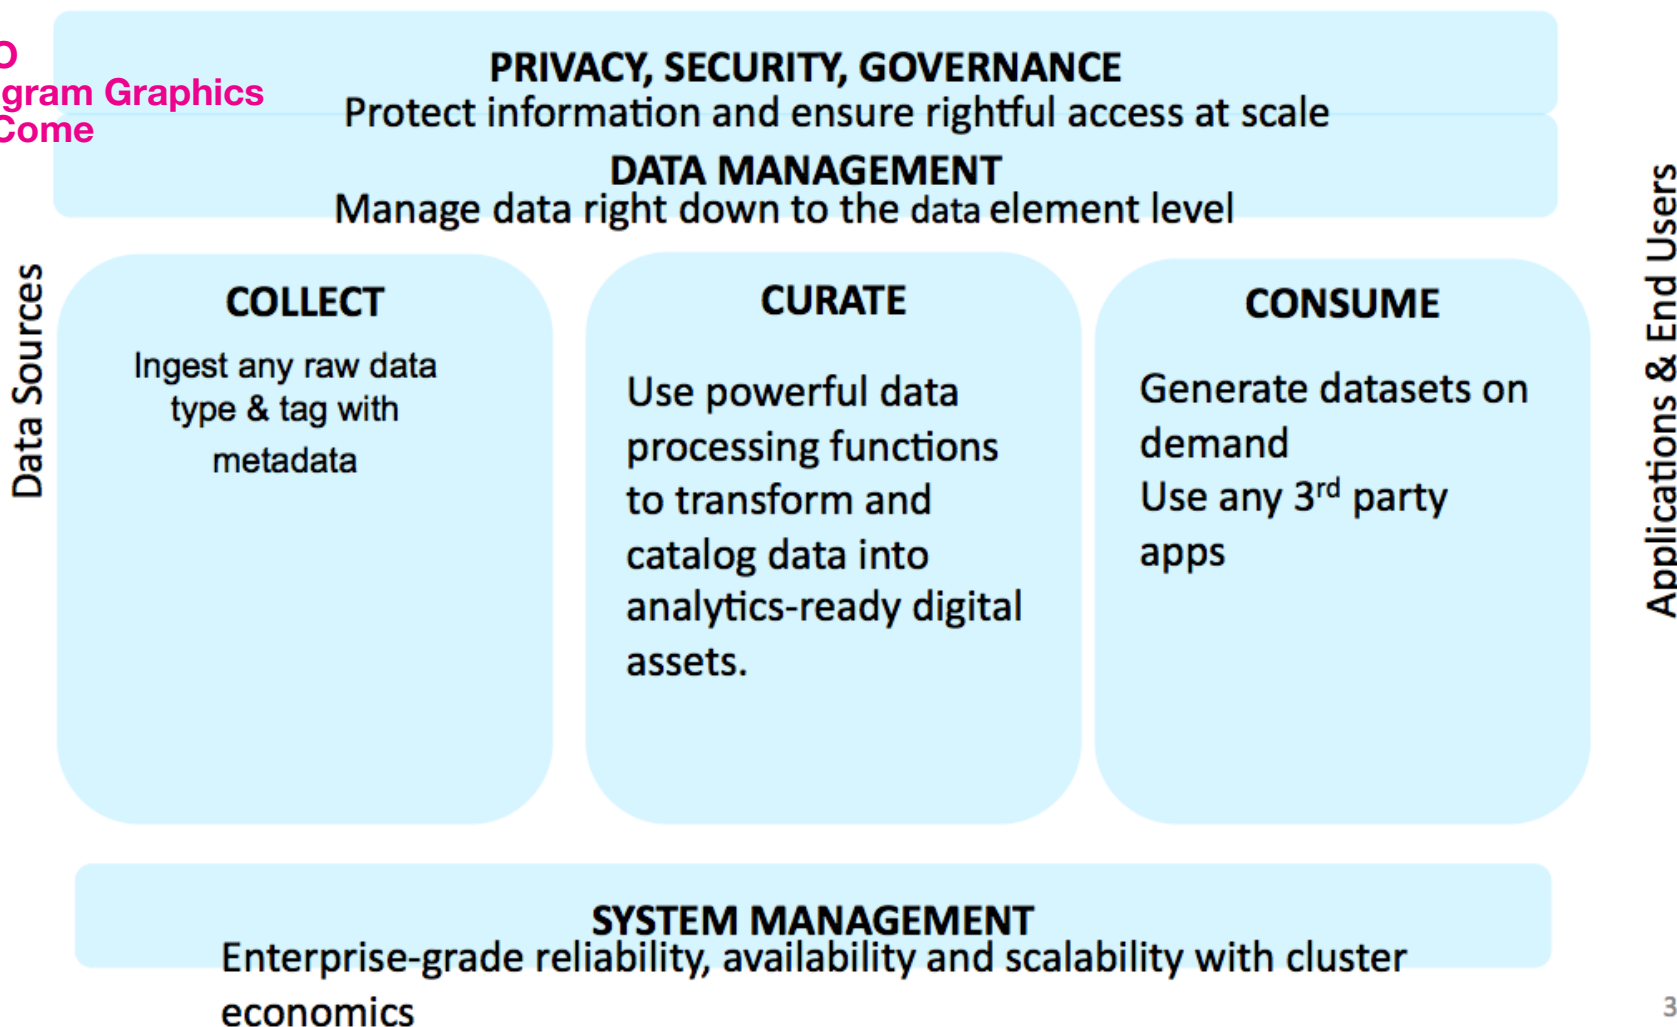 O
gram Graphics
Come
PRIVACY, SECURITY, GOVERNANCE
Protect information and ensure rightful access at scale
DATA MANAGEMENT
Manage data right down to the data element level
Data Sources
COLLECT
Ingest any raw data
type & tag with
metadata
CURATE
Use powerful data
processing functions
to transform and
catalog data into
analytics-ready digital
assets.
CONSUME
Generate datasets on
demand
Use any 3rd party
apps
Applications & End Users
SYSTEM MANAGEMENT
Enterprise-grade reliability, availability and scalability with cluster
economics
3